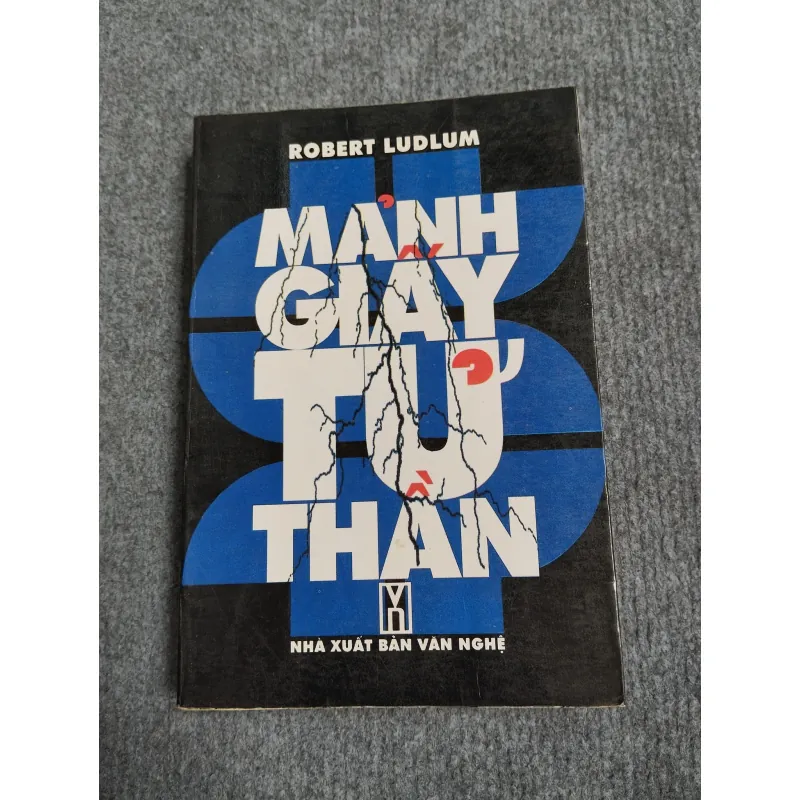 ROBERT LUDLUM
MẢNH
GIẤY
TỬ
THẦN
VN
NHÀ XUẤT BẢN VĂN NGHỆ